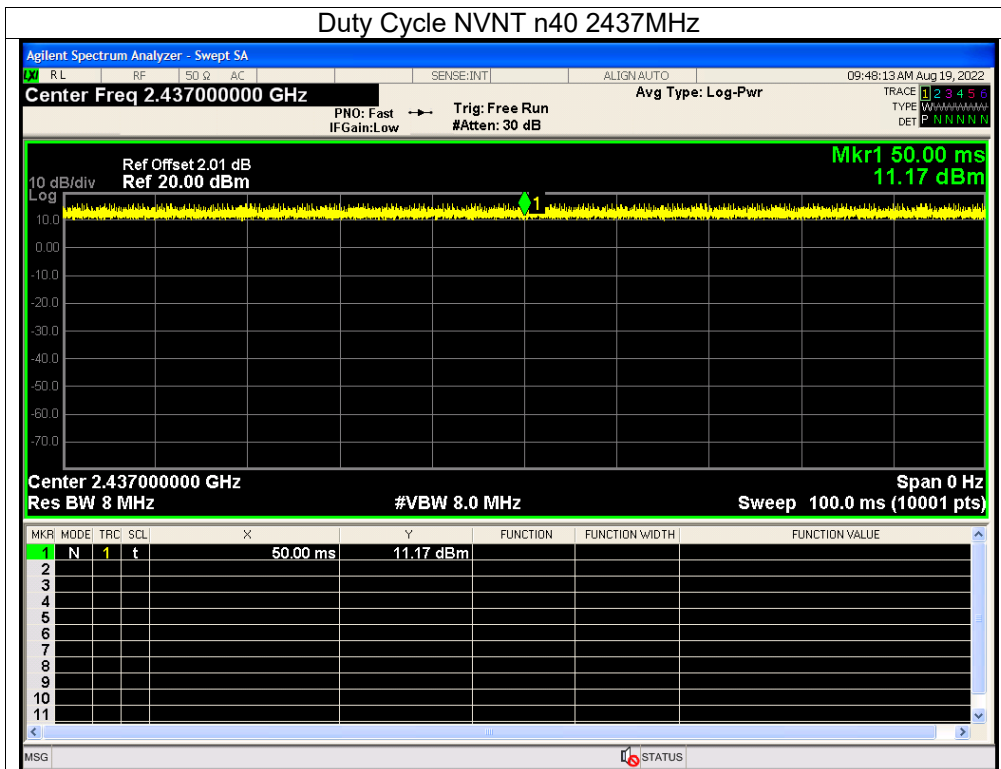 Duty Cycle NVNT n40 2437MHz
Agilent Spectrum Analyzer - Swept SA
LXI RL RF 50 Ω AC SENSE:INT ALIGN AUTO 09:48:13 AM Aug 19, 2022
Center Freq 2.437000000 GHz Avg Type: Log-Pwr TRACE 1 2 3 4 5 6
PNO: Fast Trig: Free Run TYPE WWWWWW
IFGain:Low #Atten: 30 dB DET P N N N N N
Ref Offset 2.01 dB Mkr1 50.00 ms
10 dB/div Ref 20.00 dBm 11.17 dBm
Log
1
10.0
0.00
-10.0
-20.0
-30.0
-40.0
-50.0
-60.0
-70.0
Center 2.437000000 GHz Span 0 Hz
Res BW 8 MHz #VBW 8.0 MHz Sweep 100.0 ms (10001 pts)
MKR MODE TRC SCL X Y FUNCTION FUNCTION WIDTH FUNCTION VALUE
1 N 1 t 50.00 ms 11.17 dBm
2
3
4
5
6
7
8
9
10
11
MSG STATUS